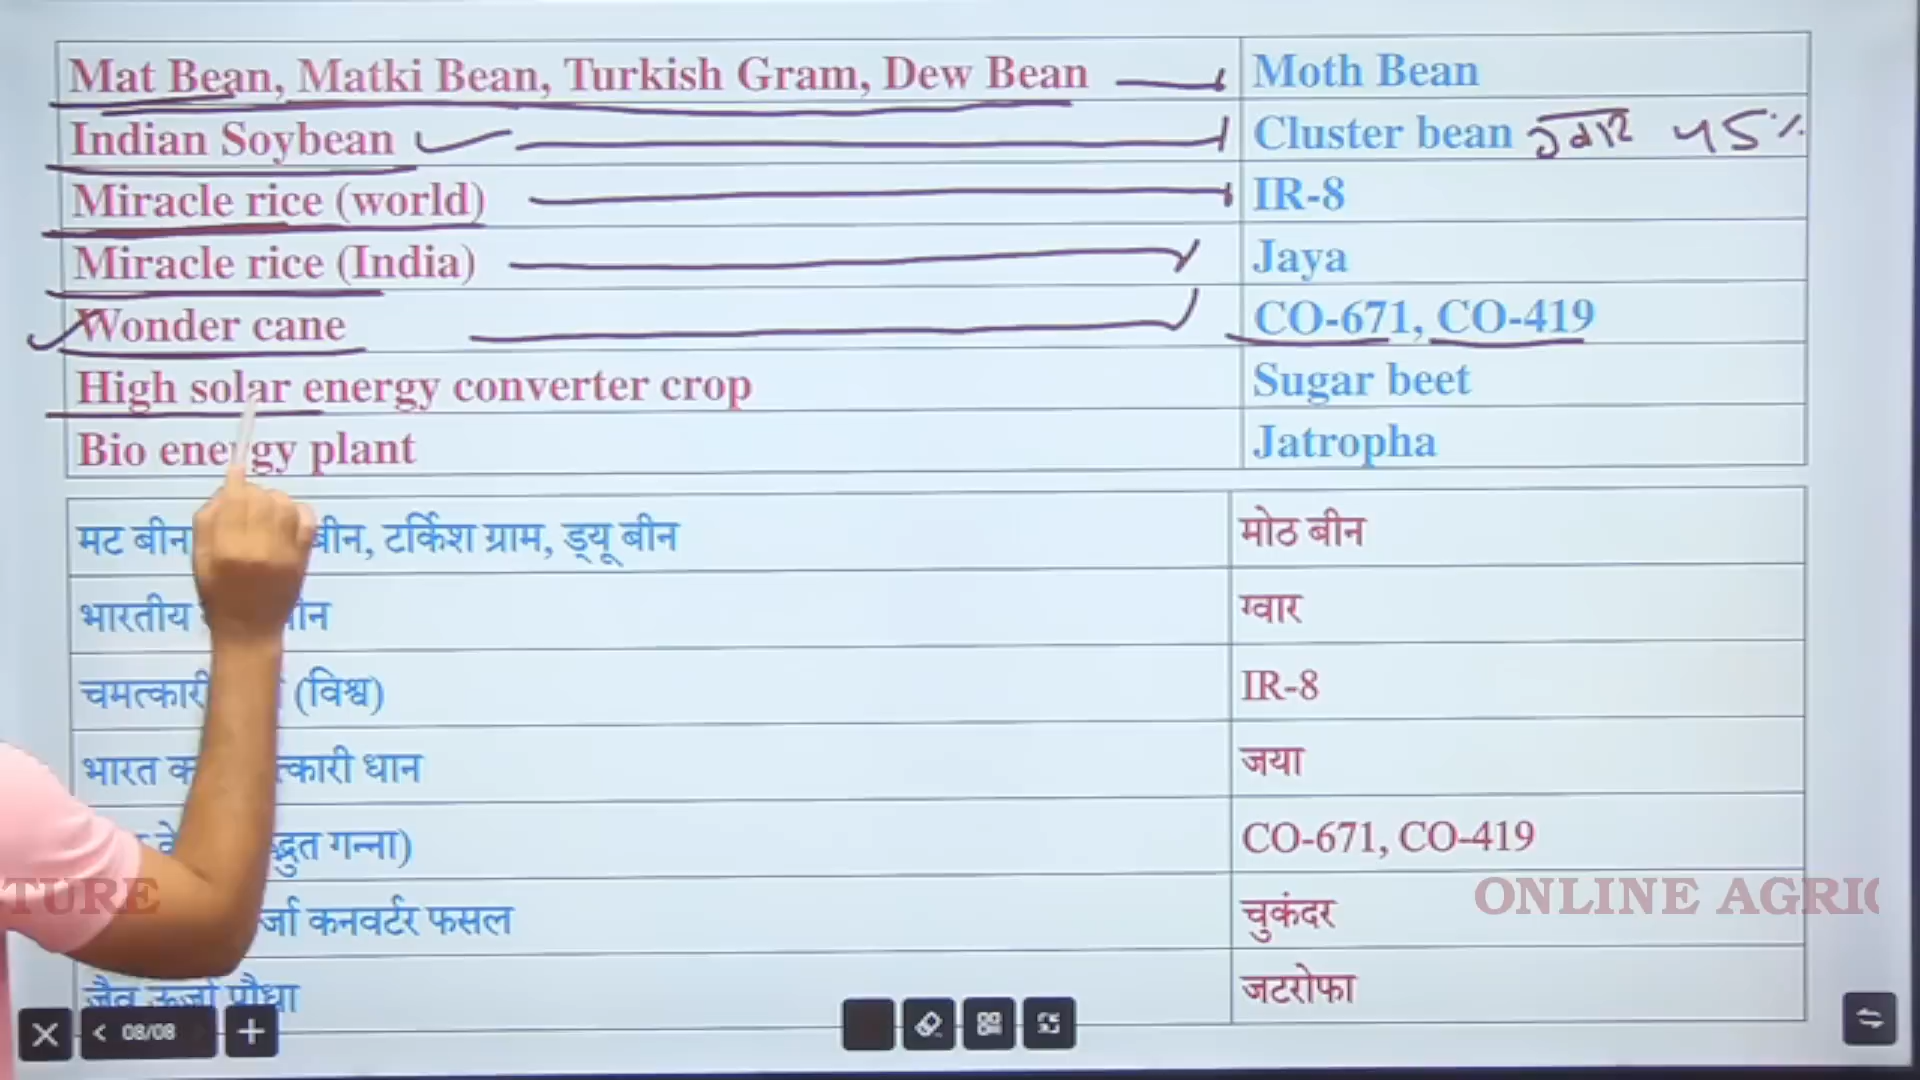 Mat Bean, Matki Bean, Turkish Gram, Dew Bean Moth Bean
Indian Soybean Cluster bean ग्वार 45%
Miracle rice (world) IR-8
Miracle rice (India) Jaya
Wonder cane CO-671, CO-419
High solar energy converter crop Sugar beet
Bio energy plant Jatropha
मट बीन बीन, टर्किश ग्राम, ड्यू बीन मोठ बीन
भारतीय ग्वार
(विश्व) IR-8
भारत धान जया
गन्ना) CO-671, CO-419
कनवर्टर फसल चुकंदर
जैव ऊर्जा पौधा जटरोफा
TURE ONLINE AGRIC
08/08